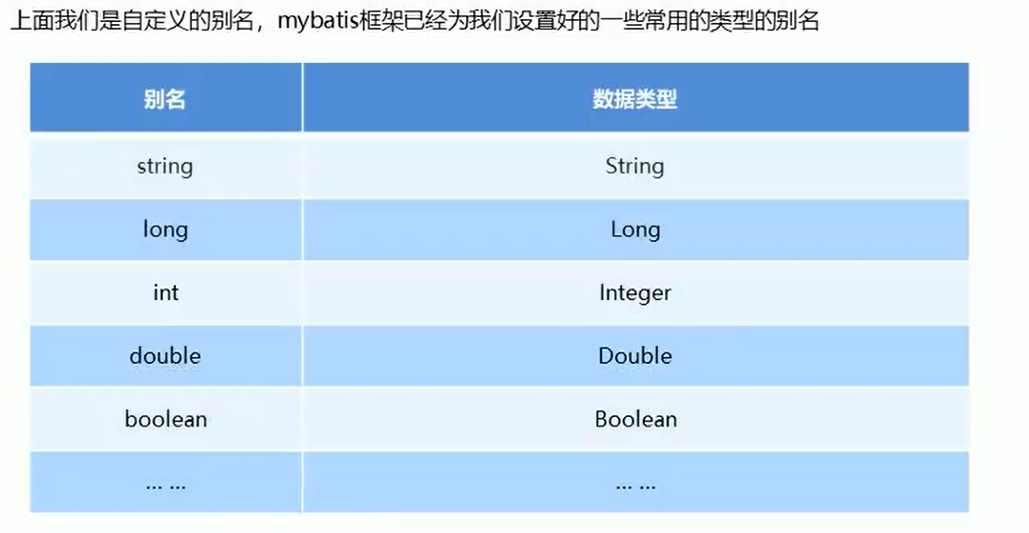 上面我们是自定义的别名，mybatis框架已经为我们设置好的一些常用的类型的别名
别名 数据类型
string String
long Long
int Integer
double Double
boolean Boolean
... ... ... ...